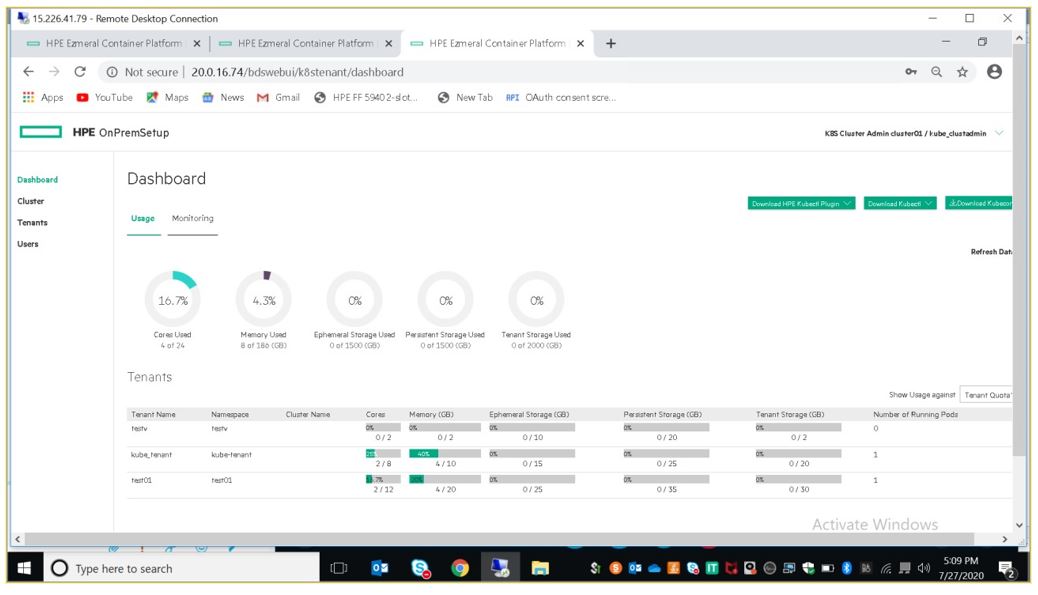 15.226.41.79 - Remote Desktop Connection
HPE Ezmeral Container Platform HPE Ezmeral Container Platform HPE Ezmeral Container Platform
Not secure 20.0.16.74/bdswebui/k8stenant/dashboard
Apps YouTube Maps News Gmail HPE FF 5940 2-slot... New Tab API OAuth consent scre...
HPE OnPremSetup
K8S Cluster Admin cluster01 / kube_clustadmin
Dashboard
Cluster
Tenants
Users
Dashboard
Download HPE Kubectl Plugin Download Kubectl Download Kubecon
Usage Monitoring
Refresh Data
16.7% 4.3% 0% 0% 0%
Cores Used Memory Used Ephemeral Storage Used Persistent Storage Used Tenant Storage Used
4 of 24 8 of 186 (GB) 0 of 1500 (GB) 0 of 1500 (GB) 0 of 2000 (GB)
Tenants
Show Usage against Tenant Quota
Tenant Name Namespace Cluster Name Cores Memory (GB) Ephemeral Storage (GB) Persistent Storage (GB) Tenant Storage (GB) Number of Running Pods
testv testv 0% 0% 0% 0% 0% 0
0 / 2 0 / 2 0 / 10 0 / 20 0 / 2
kube_tenant kube-tenant 25% 40% 0% 0% 0% 1
2 / 8 4 / 10 0 / 15 0 / 25 0 / 20
test01 test01 16.7% 20% 0% 0% 0% 1
2 / 12 4 / 20 0 / 25 0 / 35 0 / 30
Activate Windows
Type here to search
5:09 PM
7/27/2020
2